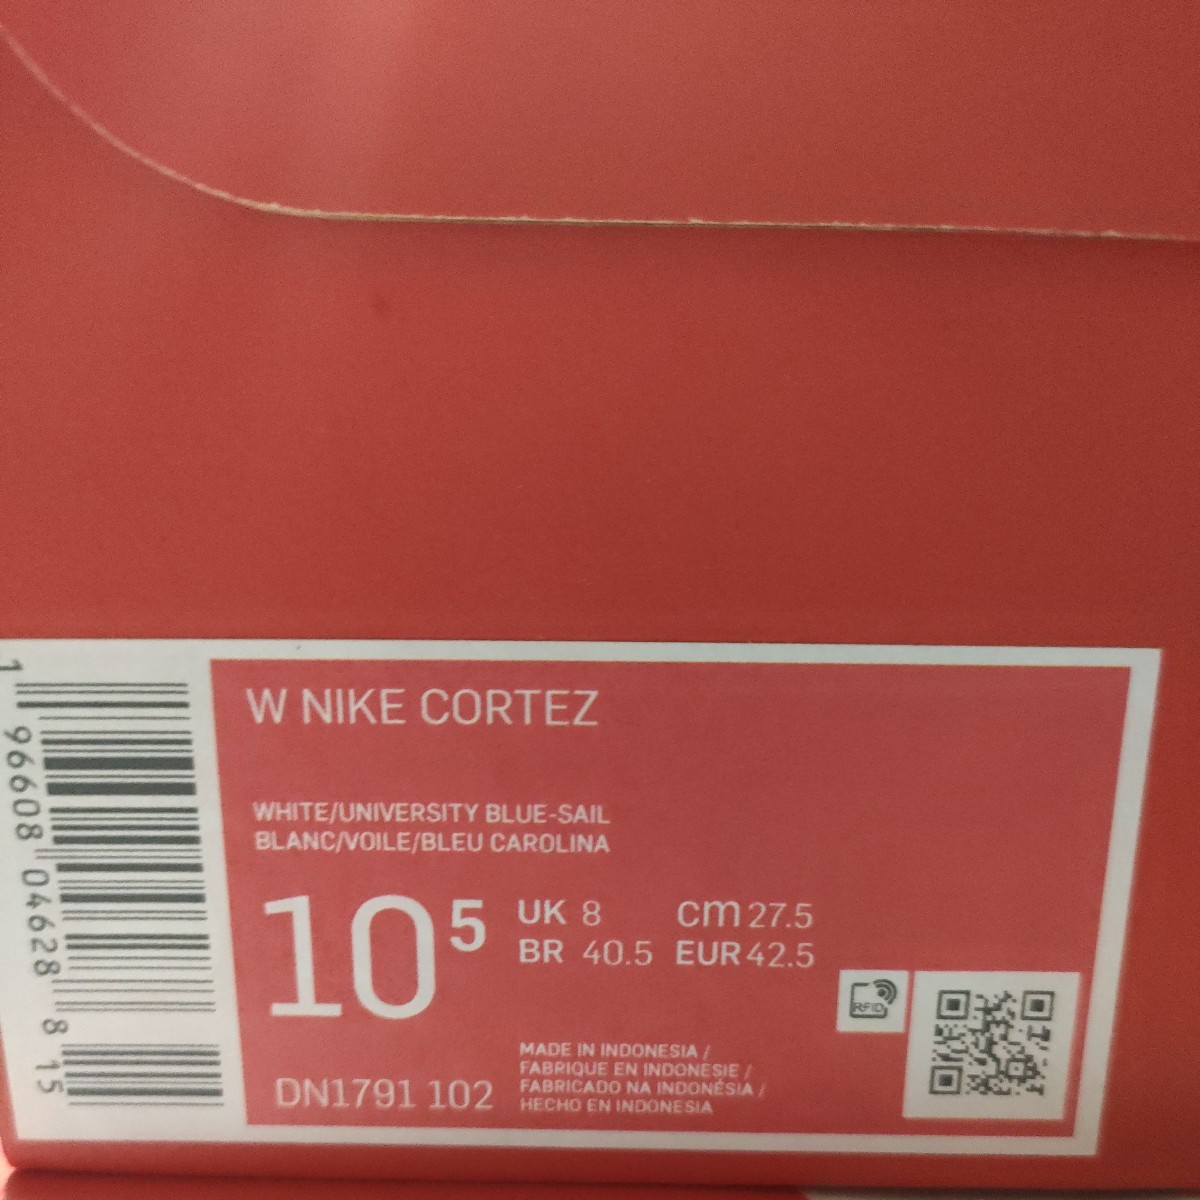 W NIKE CORTEZ
WHITE/UNIVERSITY BLUE-SAIL
BLANC/VOILE/BLEU CAROLINA
10 5
UK 8 cm 27.5
BR 40.5 EUR 42.5
RFID
DN1791 102
MADE IN INDONESIA /
FABRIQUE EN INDONESIE /
FABRICADO NA INDONÉSIA /
HECHO EN INDONESIA
1 96608 04628 8 15